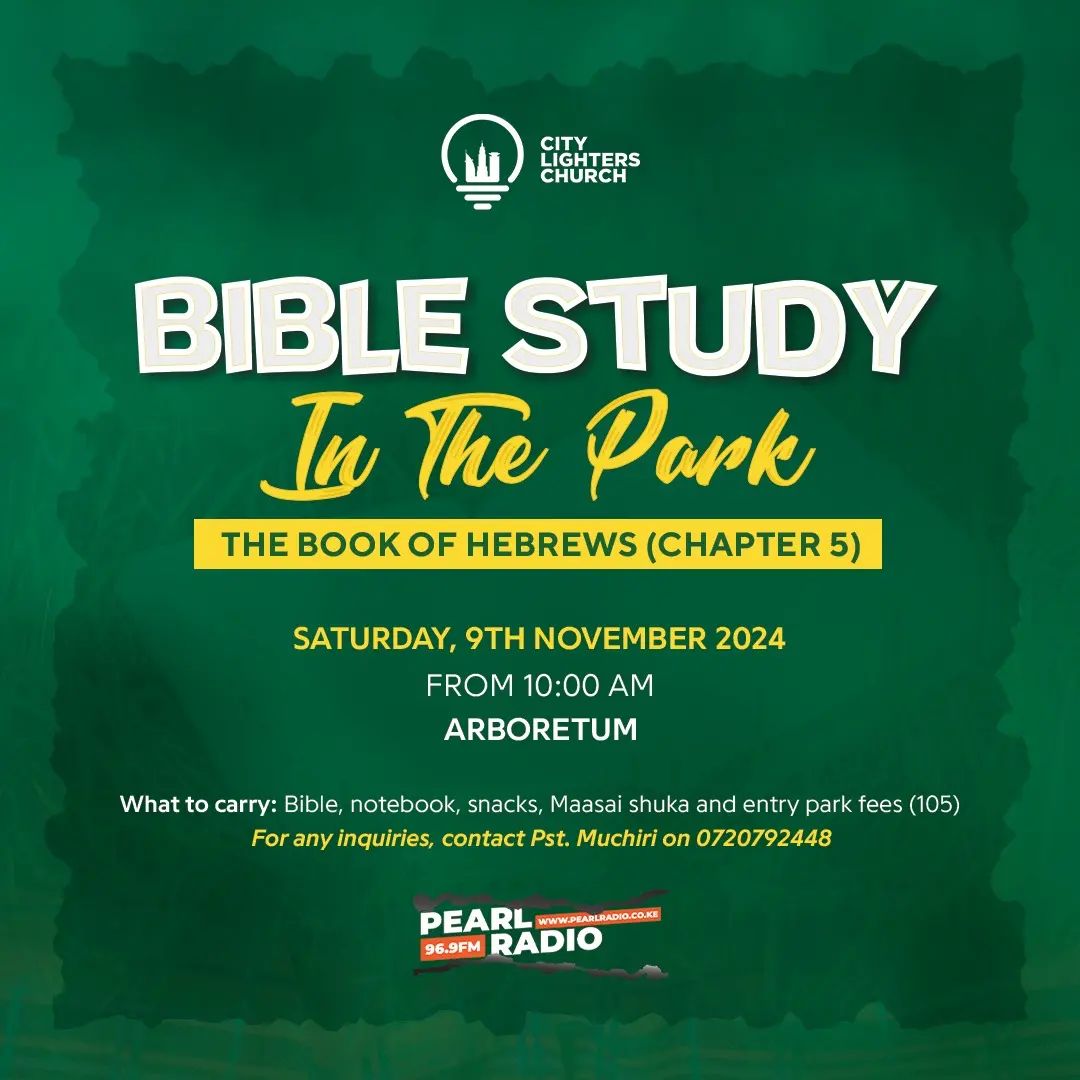 CITY
LIGHTERS
CHURCH
BIBLE STUDY
In The Park
THE BOOK OF HEBREWS (CHAPTER 5)
SATURDAY, 9TH NOVEMBER 2024
FROM 10:00 AM
ARBORETUM
What to carry: Bible, notebook, snacks, Maasai shuka and entry park fees (105)
For any inquiries, contact Pst. Muchiri on 0720792448
PEARL WWW.PEARLRADIO.CO.KE
96.9FM RADIO